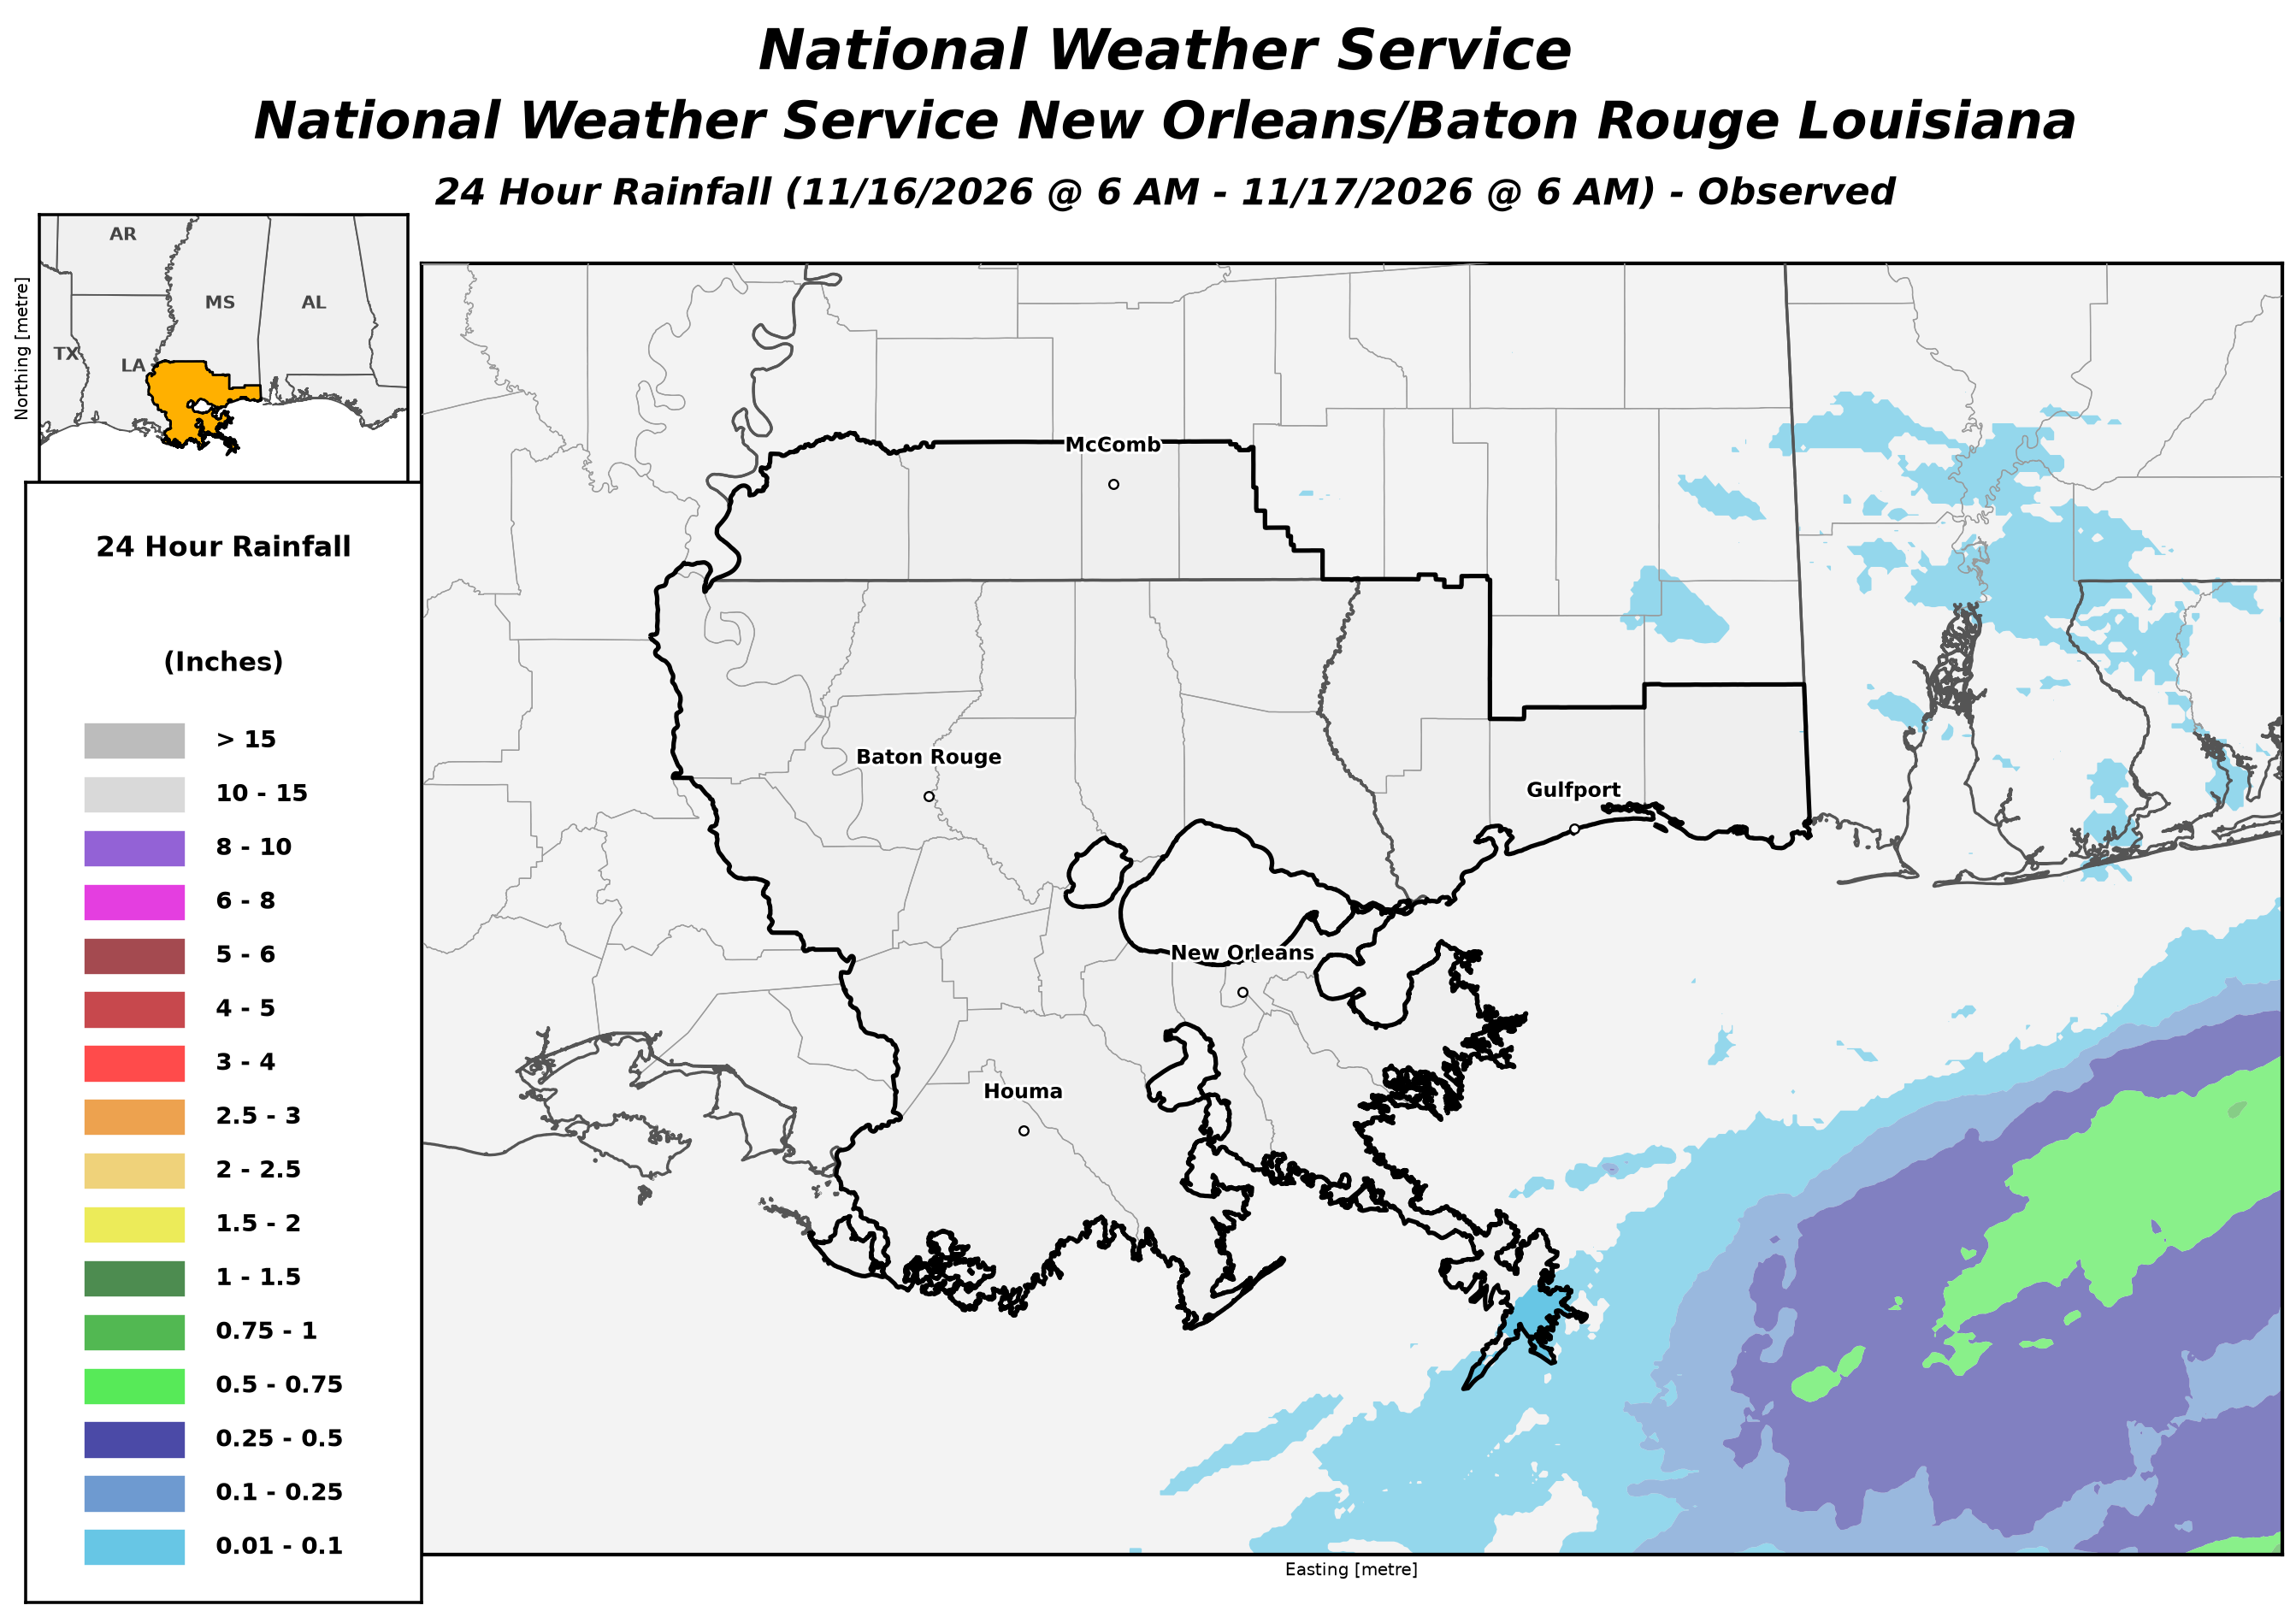 National Weather Service
National Weather Service New Orleans/Baton Rouge Louisiana
24 Hour Rainfall (11/16/2026 @ 6 AM - 11/17/2026 @ 6 AM) - Observed
AR
MS
AL
TX
LA
Northing [metre]
24 Hour Rainfall
(Inches)
> 15
10 - 15
8 - 10
6 - 8
5 - 6
4 - 5
3 - 4
2.5 - 3
2 - 2.5
1.5 - 2
1 - 1.5
0.75 - 1
0.5 - 0.75
0.25 - 0.5
0.1 - 0.25
0.01 - 0.1
McComb
Baton Rouge
Gulfport
New Orleans
Houma
Easting [metre]